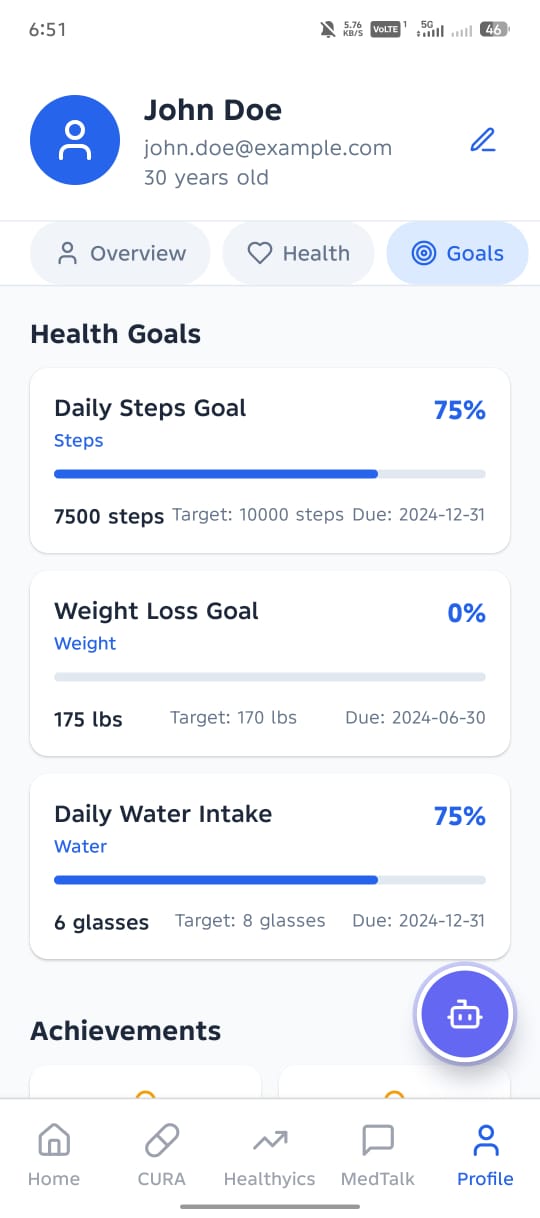 6:51
5.76 KB/S VoLTE 1 5G 46
John Doe
john.doe@example.com
30 years old
Overview Health Goals
Health Goals
Daily Steps Goal 75%
Steps
7500 steps Target: 10000 steps Due: 2024-12-31
Weight Loss Goal 0%
Weight
175 lbs Target: 170 lbs Due: 2024-06-30
Daily Water Intake 75%
Water
6 glasses Target: 8 glasses Due: 2024-12-31
Achievements
Home CURA Healthyics MedTalk Profile